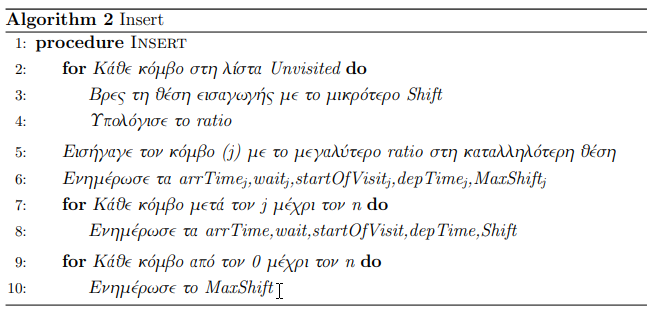 Algorithm 2 Insert
1: procedure INSERT
2: for Κάθε κόμβο στη λίστα Unvisited do
3: Βρες τη θέση εισαγωγής με το μικρότερο Shift
4: Υπολόγισε το ratio
5: Εισήγαγε τον κόμβο (j) με το μεγαλύτερο ratio στη καταλληλότερη θέση
6: Ενημέρωσε τα arrTimeⱼ,waitⱼ,startOfVisitⱼ,depTimeⱼ,MaxShiftⱼ
7: for Κάθε κόμβο μετά τον j μέχρι τον n do
8: Ενημέρωσε τα arrTime,wait,startOfVisit,depTime,Shift
9: for Κάθε κόμβο από τον 0 μέχρι τον n do
10: Ενημέρωσε το MaxShift